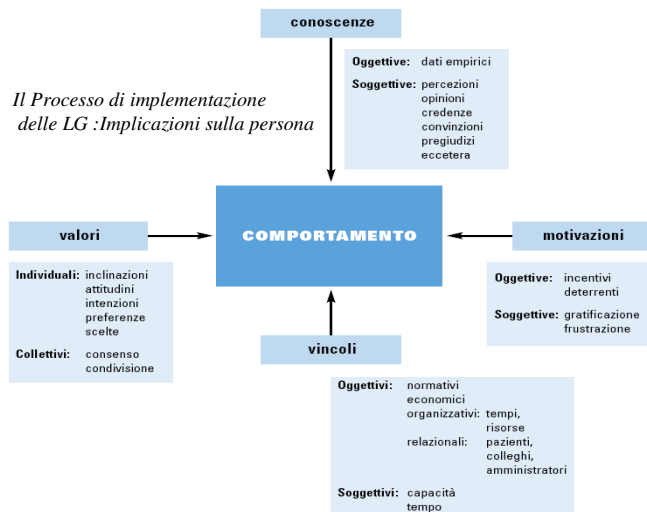 conoscenze
Oggettive: dati empirici
Soggettive: percezioni
opinioni
credenze
convinzioni
pregiudizi
eccetera
Il Processo di implementazione
delle LG :Implicazioni sulla persona
COMPORTAMENTO
valori
Individuali: inclinazioni
attitudini
intenzioni
preferenze
scelte
Collettivi: consenso
condivisione
motivazioni
Oggettive: incentivi
deterrenti
Soggettive: gratificazione
frustrazione
vincoli
Oggettivi: normativi
economici
organizzativi: tempi,
risorse
relazionali: pazienti,
colleghi,
amministratori
Soggettivi: capacità
tempo